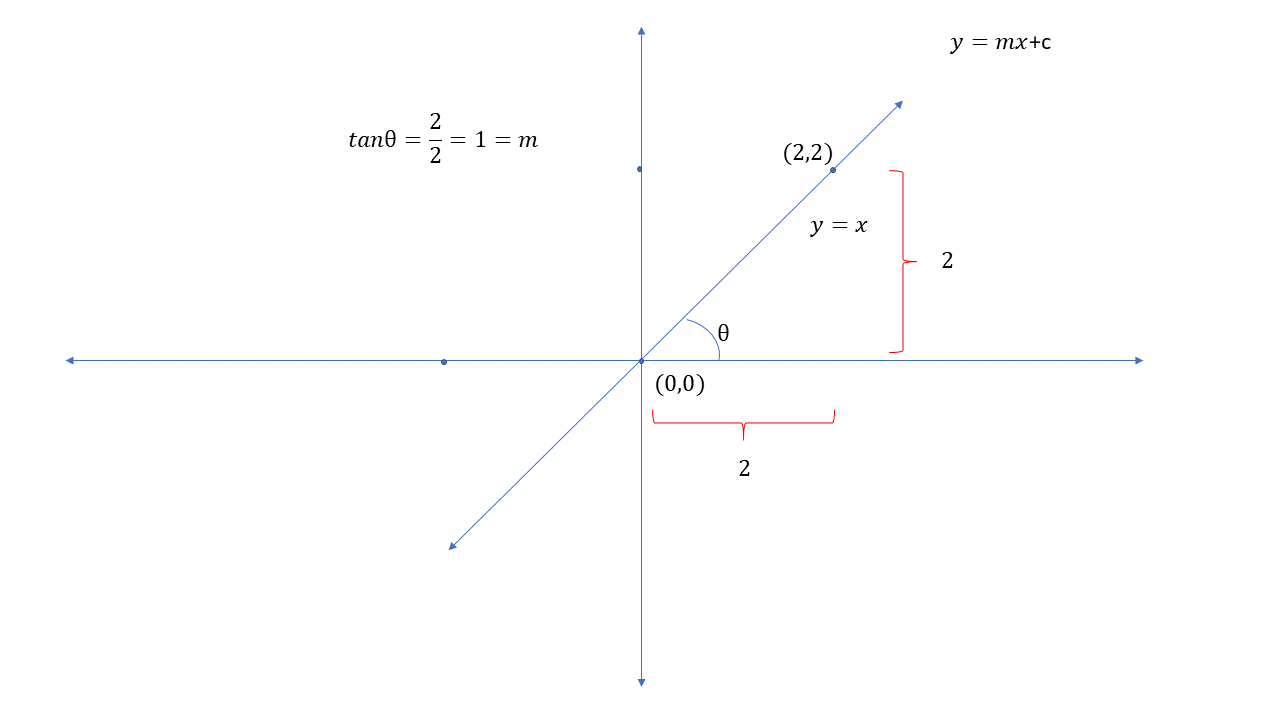 y = mx+c
tanθ = 2/2 = 1 = m
(2,2)
y = x
2
θ
(0,0)
2